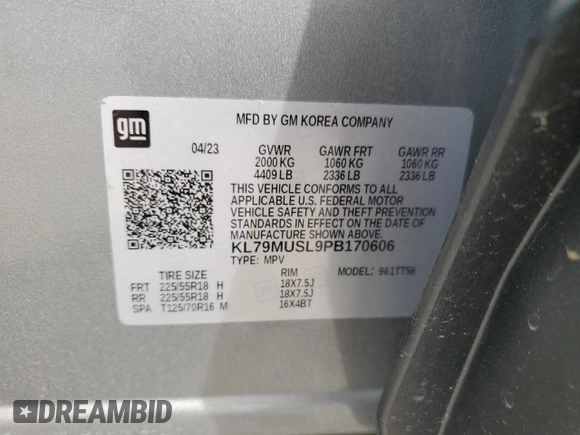 gm
MFD BY GM KOREA COMPANY
04/23 GVWR GAWR FRT GAWR RR
2000 KG 1060 KG 1060 KG
4409 LB 2336 LB 2336 LB
THIS VEHICLE CONFORMS TO ALL
APPLICABLE U.S. FEDERAL MOTOR
VEHICLE SAFETY AND THEFT PREVENTION
STANDARDS IN EFFECT ON THE DATE OF
MANUFACTURE SHOWN ABOVE.
KL79MUSL9PB170606
TYPE: MPV
TIRE SIZE RIM MODEL: 961TT56
FRT 225/55R18 H 18X7.5J
RR 225/55R18 H 18X7.5J
SPA T125/70R16 M 16X4BT
DREAMBID